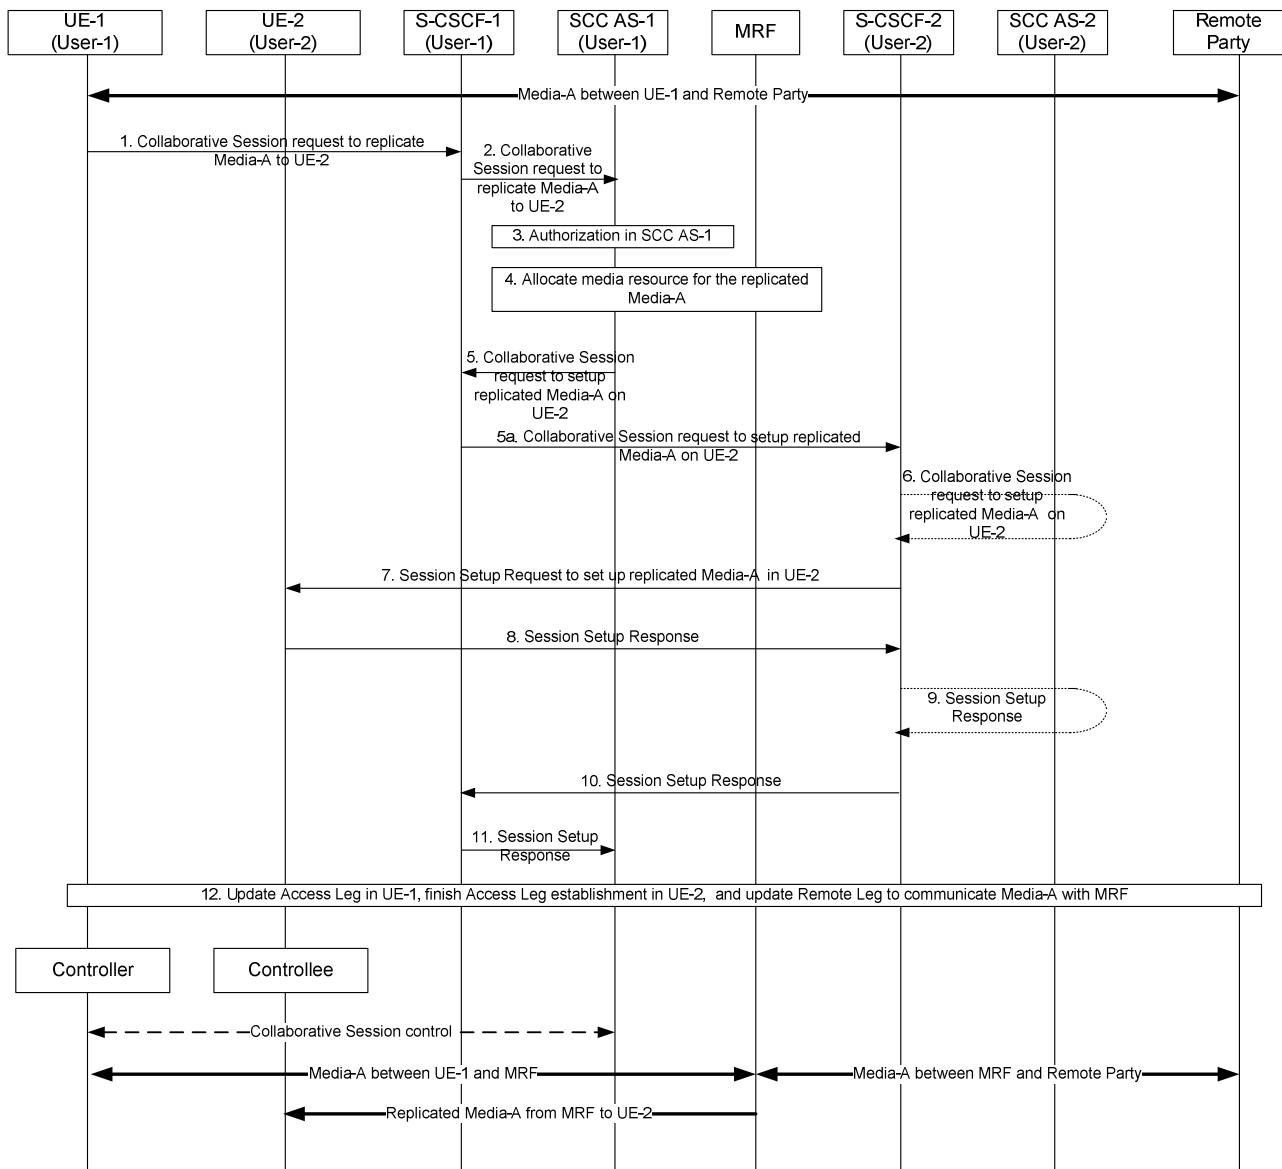 UE-1
(User-1)
UE-2
(User-2)
S-CSCF-1
(User-1)
SCC AS-1
(User-1)
MRF
S-CSCF-2
(User-2)
SCC AS-2
(User-2)
Remote
Party
Media-A between UE-1 and Remote Party
1. Collaborative Session request to replicate
Media-A to UE-2
2. Collaborative
Session request to
replicate Media-A
to UE-2
3. Authorization in SCC AS-1
4. Allocate media resource for the replicated
Media-A
5. Collaborative Session
request to setup
replicated Media-A on
UE-2
5a. Collaborative Session request to setup replicated
Media-A on UE-2
6. Collaborative Session
request to setup
replicated Media-A on
UE-2
7. Session Setup Request to set up replicated Media-A in UE-2
8. Session Setup Response
9. Session Setup
Response
10. Session Setup Response
11. Session Setup
Response
12. Update Access Leg in UE-1, finish Access Leg establishment in UE-2, and update Remote Leg to communicate Media-A with MRF
Controller
Controllee
Collaborative Session control
Media-A between UE-1 and MRF
Media-A between MRF and Remote Party
Replicated Media-A from MRF to UE-2